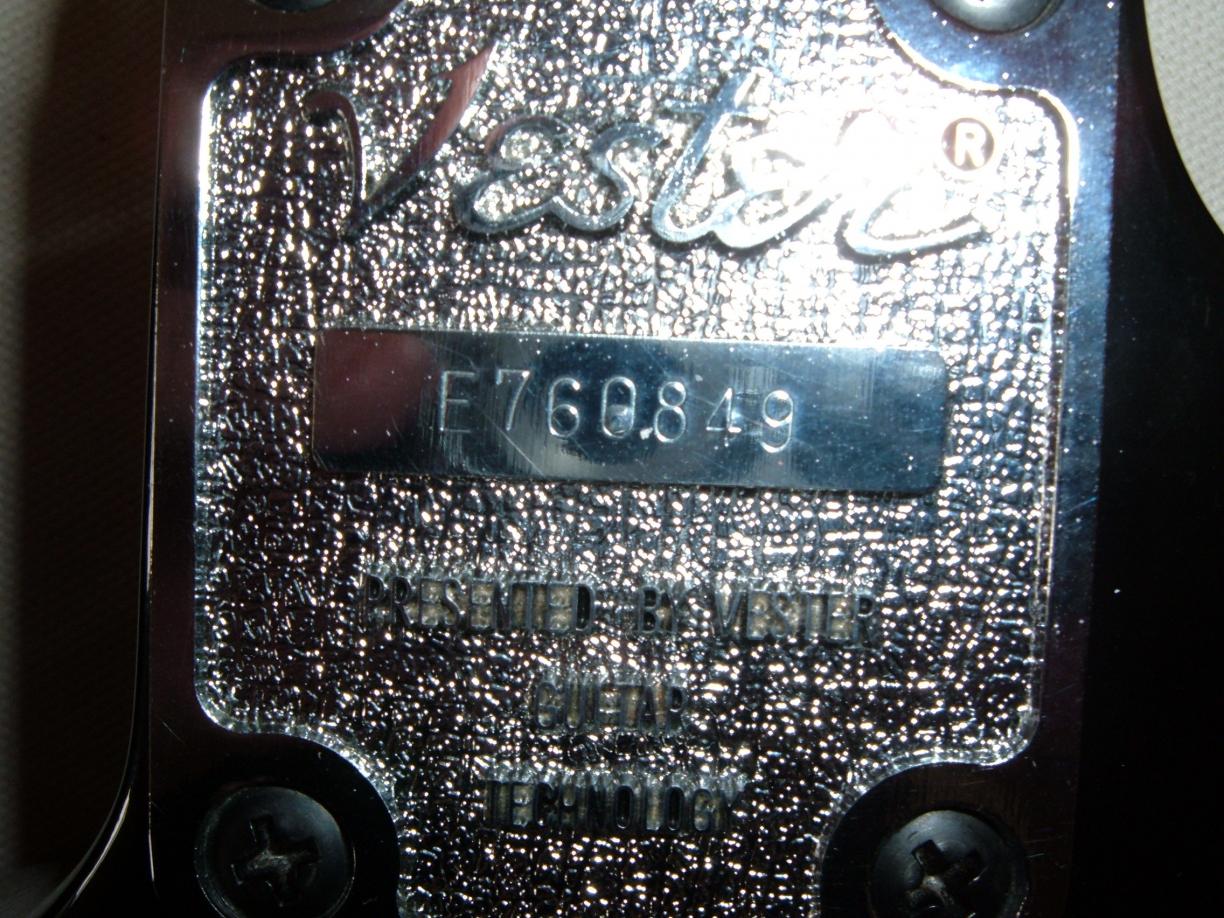 Vester ®
E760849
PRESENTED BY VESTER
GUITAR
TECHNOLOGY